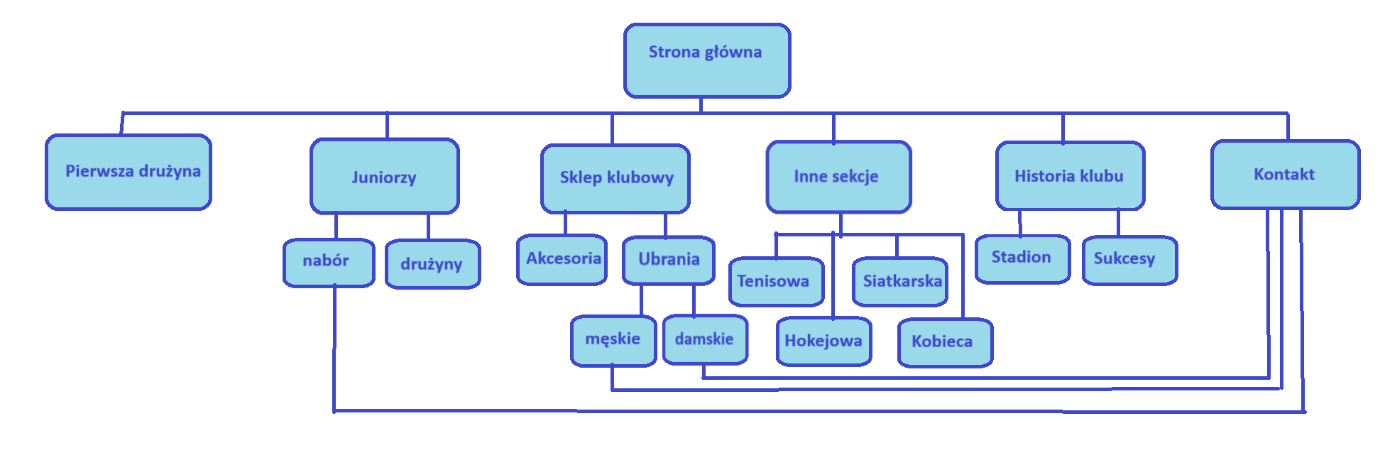 Strona główna
Pierwsza drużyna
Juniorzy
Sklep klubowy
Inne sekcje
Historia klubu
Kontakt
nabór
drużyny
Akcesoria
Ubrania
Tenisowa
Siatkarska
Stadion
Sukcesy
męskie
damskie
Hokejowa
Kobieca